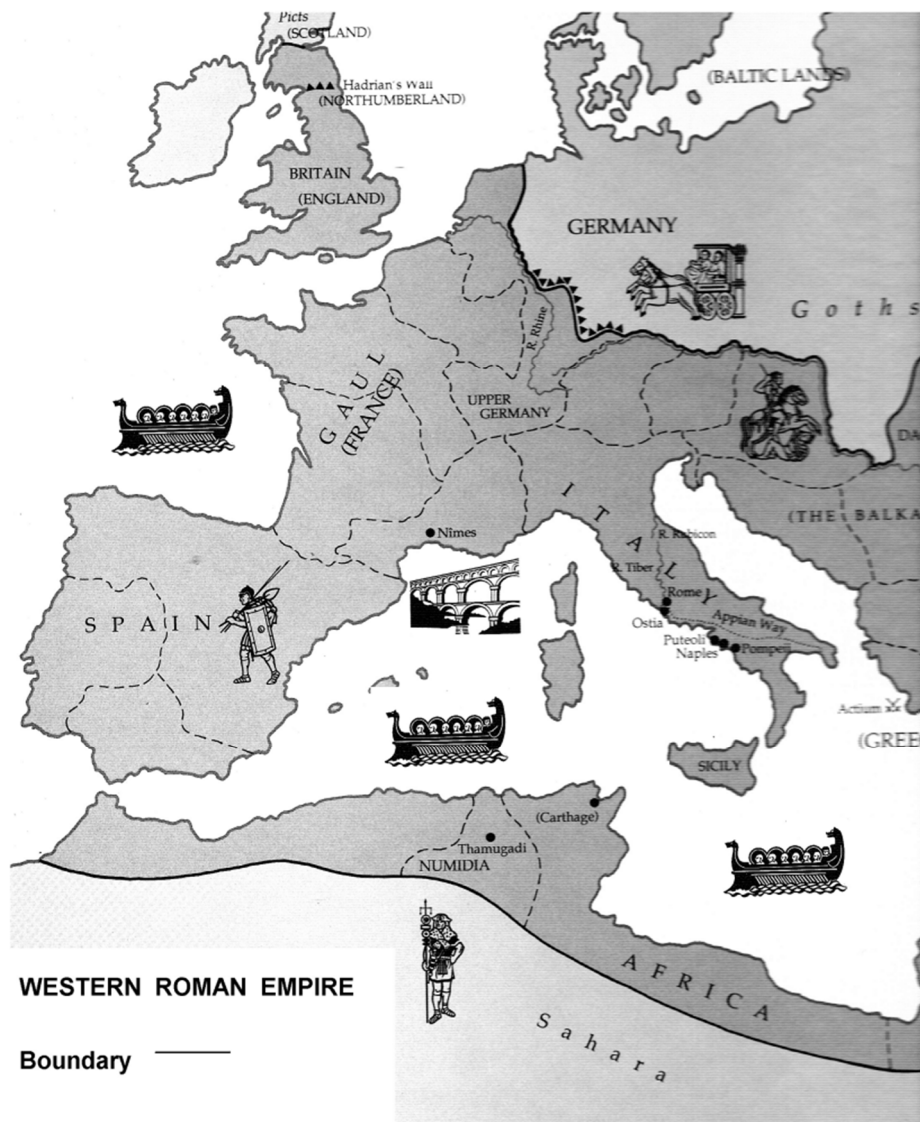 Picts
(SCOTLAND)
Hadrian's Wall
(NORTHUMBERLAND)
(BALTIC LANDS)
BRITAIN
(ENGLAND)
GERMANY
Goths
R. Rhine
GAUL
(FRANCE)
UPPER
GERMANY
DA
(THE BALKA
ITALY
Nîmes
R. Rubicon
R. Tiber
SPAIN
Rome
Appian Way
Ostia
Puteoli
Naples
Pompeii
Actium
(GREE
SICILY
(Carthage)
Thamugadi
NUMIDIA
AFRICA
Sahara
WESTERN ROMAN EMPIRE
Boundary